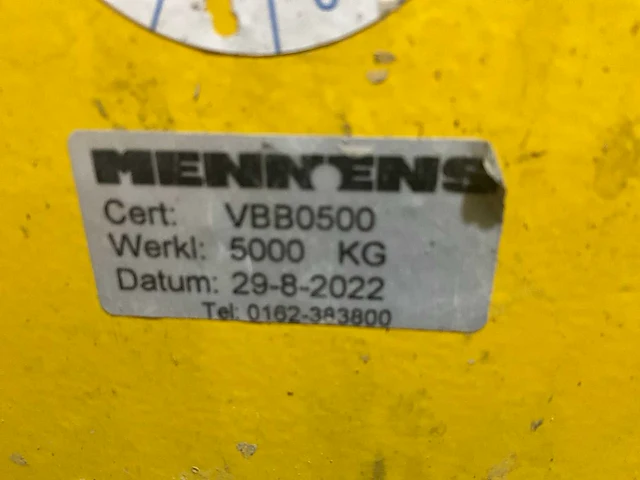 MENNENS
Cert: VBB0500
Werkl: 5000 KG
Datum: 29-8-2022
Tel: 0162-383800